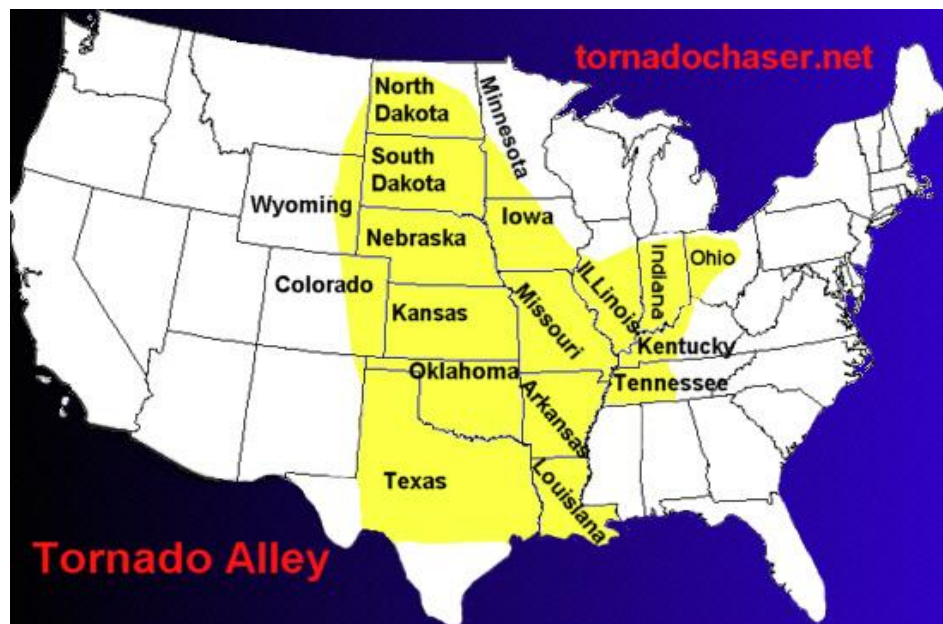 tornadochaser.net
North
Dakota
Minnesota
South
Dakota
Wyoming
Iowa
Nebraska
Colorado
Kansas
Missouri
ILLinois
Indiana
Ohio
Kentucky
Oklahoma
Arkansas
Tennessee
Texas
Louisiana
Tornado Alley